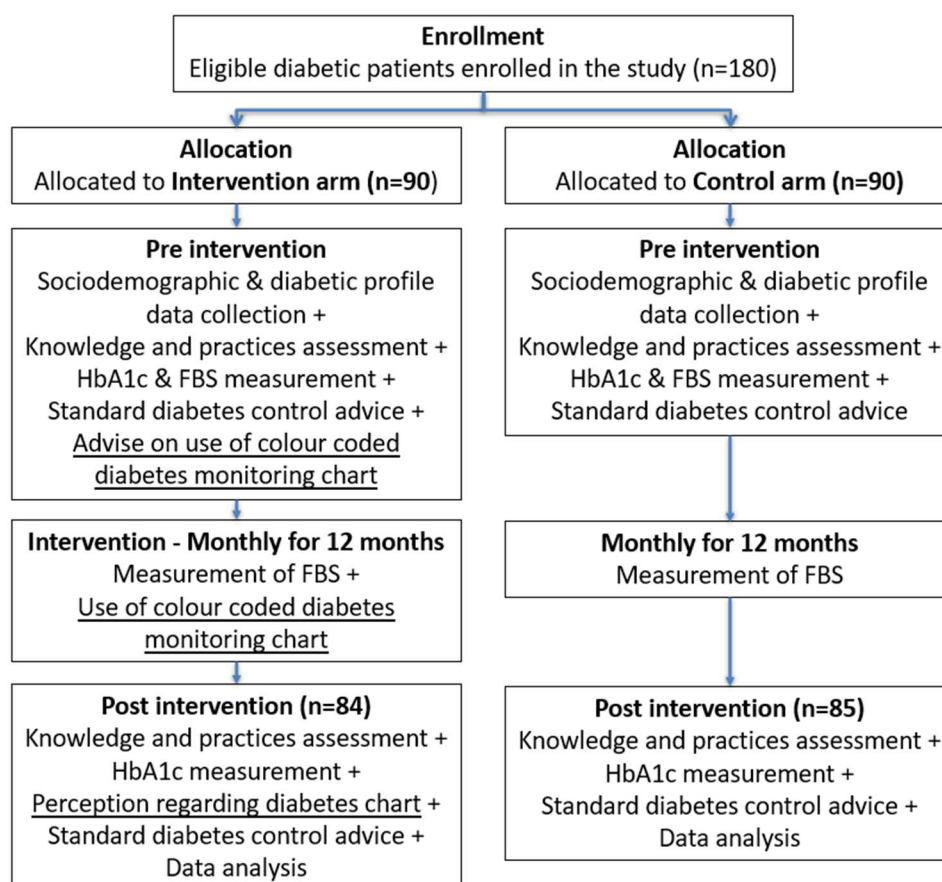 Enrollment
Eligible diabetic patients enrolled in the study (n=180)
Allocation
Allocated to Intervention arm (n=90)
Allocation
Allocated to Control arm (n=90)
Pre intervention
Sociodemographic & diabetic profile
data collection +
Knowledge and practices assessment +
HbA1c & FBS measurement +
Standard diabetes control advice +
Advise on use of colour coded
diabetes monitoring chart
Pre intervention
Sociodemographic & diabetic profile
data collection +
Knowledge and practices assessment +
HbA1c & FBS measurement +
Standard diabetes control advice
Intervention - Monthly for 12 months
Measurement of FBS +
Use of colour coded diabetes
monitoring chart
Monthly for 12 months
Measurement of FBS
Post intervention (n=84)
Knowledge and practices assessment +
HbA1c measurement +
Perception regarding diabetes chart +
Standard diabetes control advice +
Data analysis
Post intervention (n=85)
Knowledge and practices assessment +
HbA1c measurement +
Standard diabetes control advice +
Data analysis